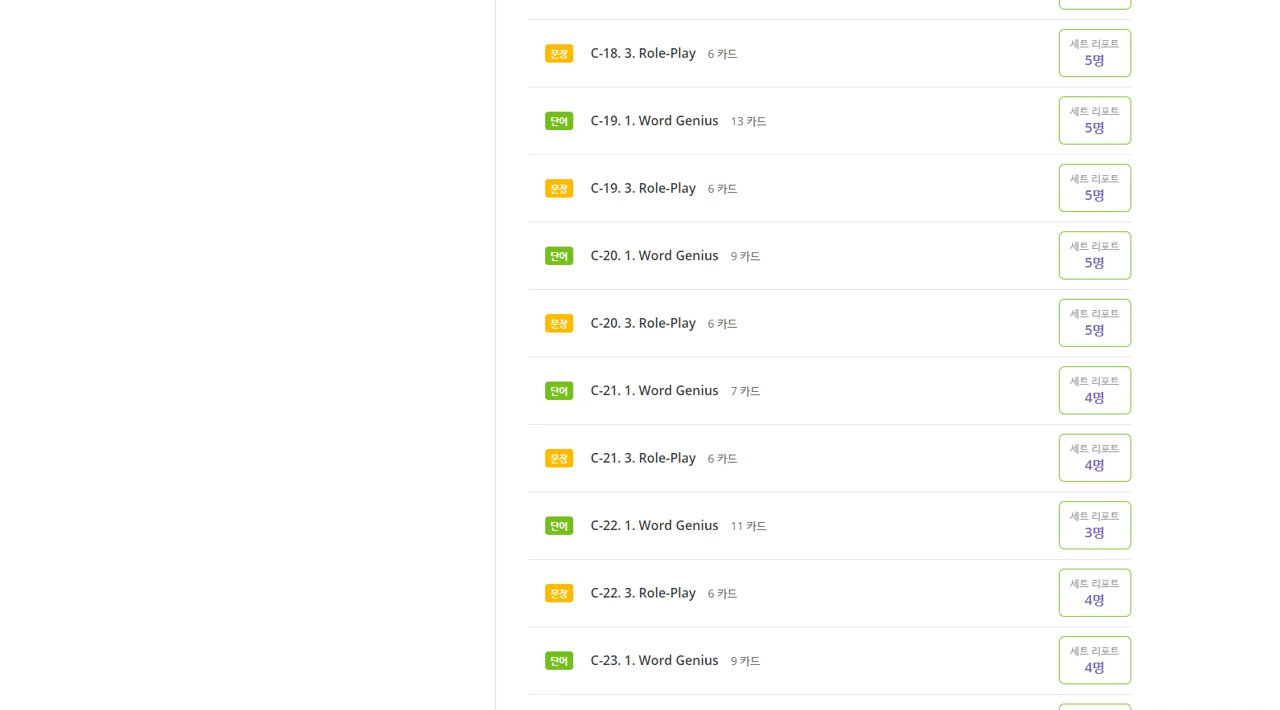 문장 C-18. 3. Role-Play 6 카드 세트 리포트
5명
단어 C-19. 1. Word Genius 13 카드 세트 리포트
5명
문장 C-19. 3. Role-Play 6 카드 세트 리포트
5명
단어 C-20. 1. Word Genius 9 카드 세트 리포트
5명
문장 C-20. 3. Role-Play 6 카드 세트 리포트
5명
단어 C-21. 1. Word Genius 7 카드 세트 리포트
4명
문장 C-21. 3. Role-Play 6 카드 세트 리포트
4명
단어 C-22. 1. Word Genius 11 카드 세트 리포트
3명
문장 C-22. 3. Role-Play 6 카드 세트 리포트
4명
단어 C-23. 1. Word Genius 9 카드 세트 리포트
4명